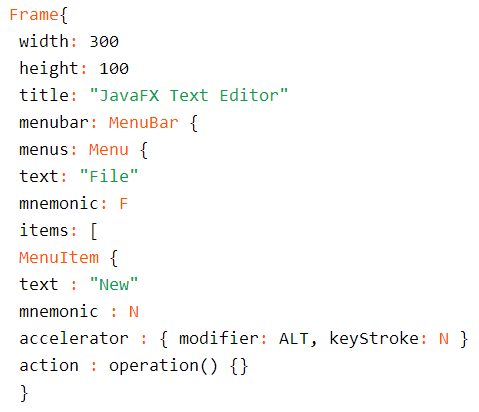 Frame{
width: 300
height: 100
title: "JavaFX Text Editor"
menubar: MenuBar {
menus: Menu {
text: "File"
mnemonic: F
items: [
MenuItem {
text : "New"
mnemonic : N
accelerator : { modifier: ALT, keyStroke: N }
action : operation() {}
}